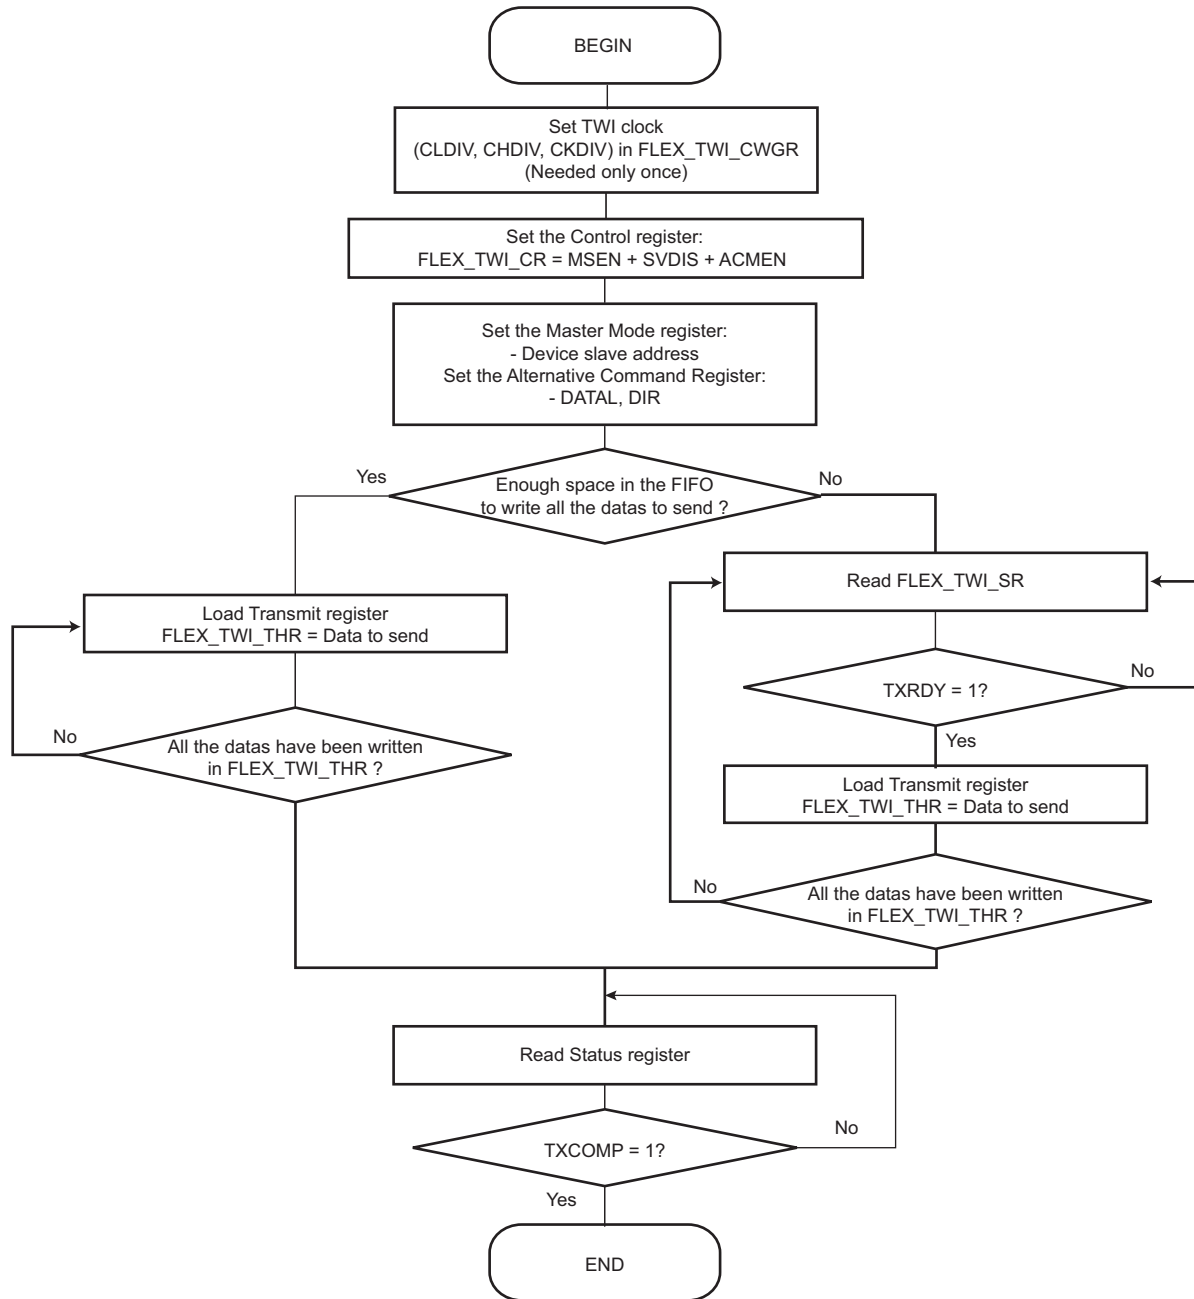 BEGIN
Set TWI clock
(CLDIV, CHDIV, CKDIV) in FLEX_TWI_CWGR
(Needed only once)
Set the Control register:
FLEX_TWI_CR = MSEN + SVDIS + ACMEN
Set the Master Mode register:
- Device slave address
Set the Alternative Command Register:
- DATAL, DIR
Yes
Enough space in the FIFO
to write all the datas to send ?
No
Read FLEX_TWI_SR
Load Transmit register
FLEX_TWI_THR = Data to send
TXRDY = 1?
No
Yes
No
All the datas have been written
in FLEX_TWI_THR ?
Load Transmit register
FLEX_TWI_THR = Data to send
No
All the datas have been written
in FLEX_TWI_THR ?
Read Status register
TXCOMP = 1?
No
Yes
END